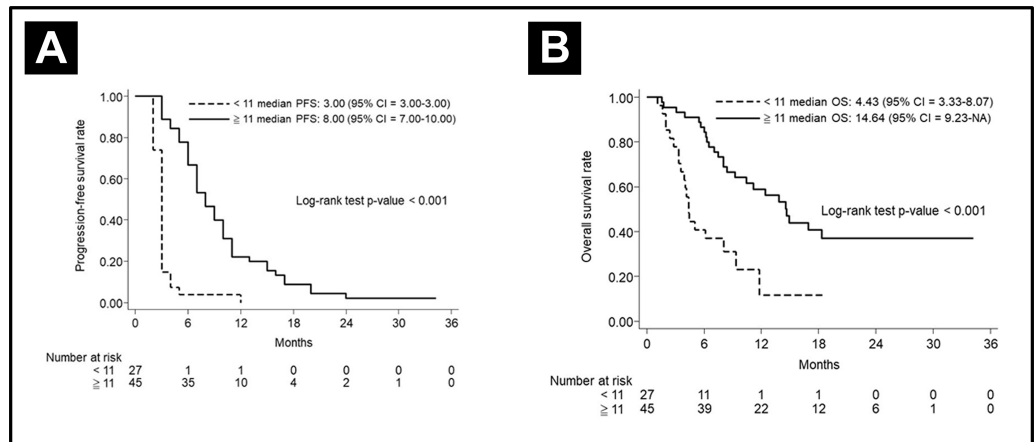 A
Progression-free survival rate
1.00
0.80
0.60
0.40
0.20
0.00
< 11 median PFS: 3.00 (95% CI = 3.00-3.00)
≧ 11 median PFS: 8.00 (95% CI = 7.00-10.00)
Log-rank test p-value < 0.001
0 6 12 18 24 30 36
Months
Number at risk
< 11 27 1 1 0 0 0 0
≧ 11 45 35 10 4 2 1 0
B
Overall survival rate
1.00
0.80
0.60
0.40
0.20
0.00
< 11 median OS: 4.43 (95% CI = 3.33-8.07)
≧ 11 median OS: 14.64 (95% CI = 9.23-NA)
Log-rank test p-value < 0.001
0 6 12 18 24 30 36
Months
Number at risk
< 11 27 11 1 1 0 0 0
≧ 11 45 39 22 12 6 1 0